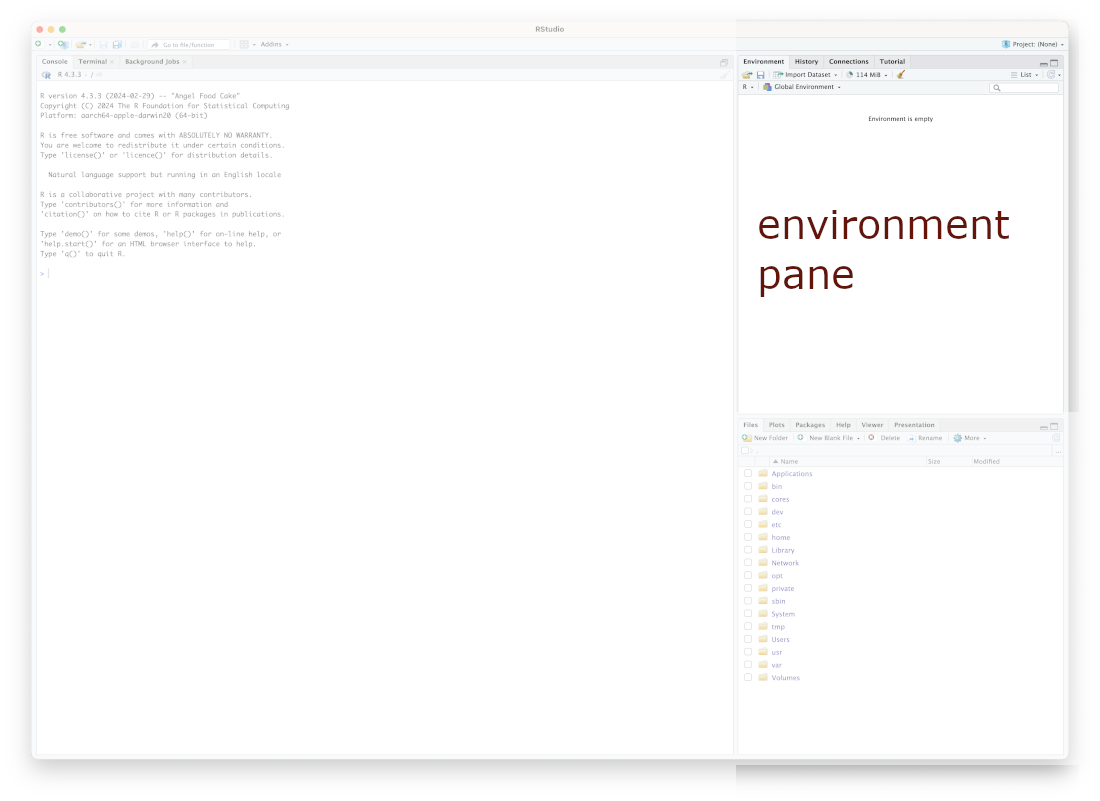 RStudio
Go to file/function Addins Project: (None)
Console Terminal Background Jobs
R 4.3.3 · ~/
R version 4.3.3 (2024-02-29) -- "Angel Food Cake"
Copyright (C) 2024 The R Foundation for Statistical Computing
Platform: aarch64-apple-darwin20 (64-bit)
R is free software and comes with ABSOLUTELY NO WARRANTY.
You are welcome to redistribute it under certain conditions.
Type 'license()' or 'licence()' for distribution details.
Natural language support but running in an English locale
R is a collaborative project with many contributors.
Type 'contributors()' for more information and
'citation()' on how to cite R or R packages in publications.
Type 'demo()' for some demos, 'help()' for on-line help, or
'help.start()' for an HTML browser interface to help.
Type 'q()' to quit R.
>
Environment History Connections Tutorial
Import Dataset 114 MiB List
R Global Environment
Environment is empty
environment
pane
Files Plots Packages Help Viewer Presentation
New Folder New Blank File Delete Rename More
Name Size Modified
Applications
bin
cores
dev
etc
home
Library
Network
opt
private
sbin
System
tmp
Users
usr
var
Volumes